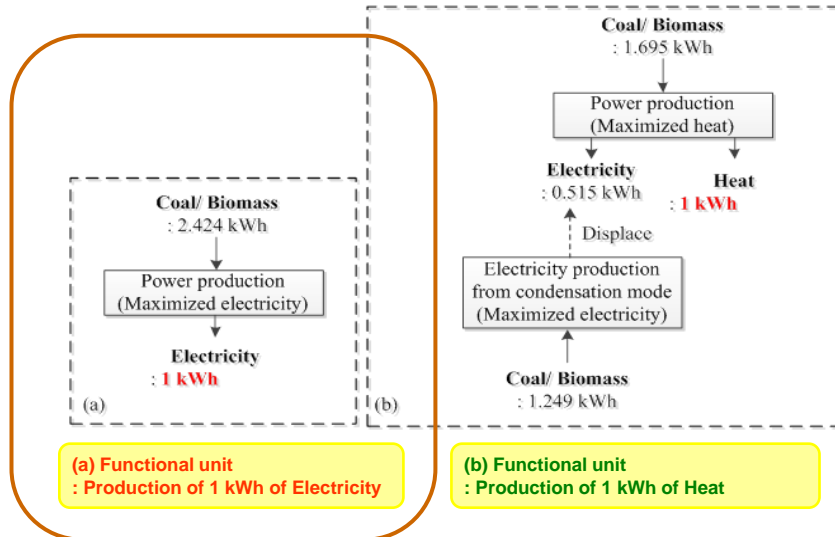 Coal/ Biomass
: 2.424 kWh
Power production
(Maximized electricity)
Electricity
: 1 kWh
(a)
Coal/ Biomass
: 1.695 kWh
Power production
(Maximized heat)
Electricity
: 0.515 kWh
Heat
: 1 kWh
Displace
Electricity production
from condensation mode
(Maximized electricity)
Coal/ Biomass
: 1.249 kWh
(b)
(a) Functional unit
: Production of 1 kWh of Electricity
(b) Functional unit
: Production of 1 kWh of Heat